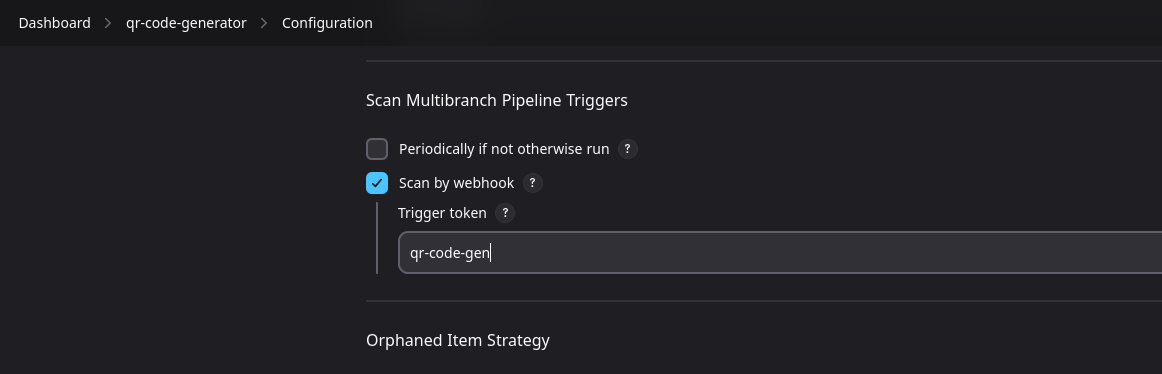 Dashboard > qr-code-generator > Configuration
Scan Multibranch Pipeline Triggers
Periodically if not otherwise run ?
Scan by webhook ?
Trigger token ?
qr-code-gen
Orphaned Item Strategy